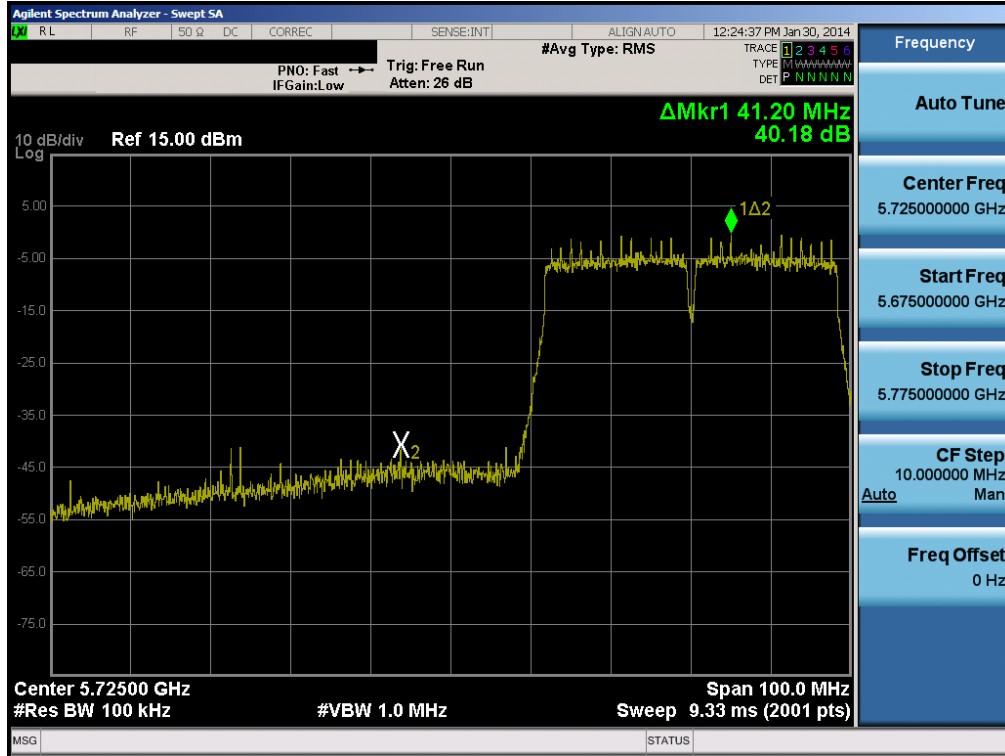 Agilent Spectrum Analyzer - Swept SA
LXI RL RF 50 Ω DC CORREC SENSE:INT ALIGN AUTO 12:24:37 PM Jan 30, 2014
#Avg Type: RMS TRACE 1 2 3 4 5 6
PNO: Fast Trig: Free Run TYPE M WWWWW
IFGain:Low Atten: 26 dB DET P N N N N N
ΔMkr1 41.20 MHz
40.18 dB
10 dB/div Ref 15.00 dBm
Log
5.00
-5.00
-15.0
-25.0
-35.0
-45.0
-55.0
-65.0
-75.0
1Δ2
X2
Center 5.72500 GHz Span 100.0 MHz
#Res BW 100 kHz #VBW 1.0 MHz Sweep 9.33 ms (2001 pts)
MSG STATUS
Frequency
Auto Tune
Center Freq
5.725000000 GHz
Start Freq
5.675000000 GHz
Stop Freq
5.775000000 GHz
CF Step
10.000000 MHz
Auto Man
Freq Offset
0 Hz